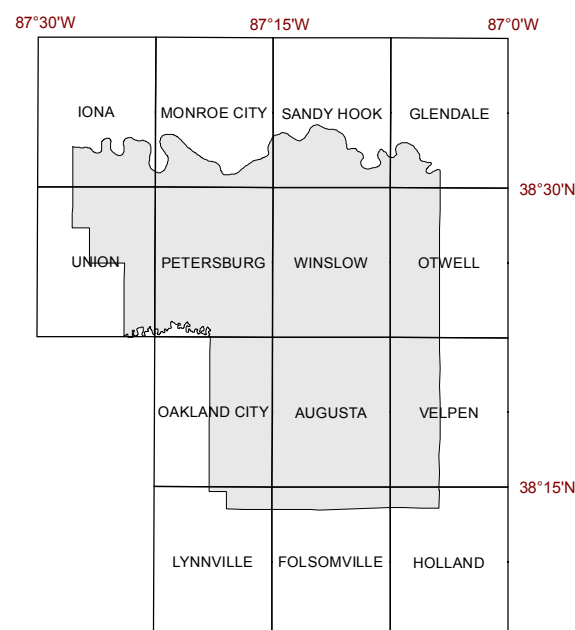 87°30'W 87°15'W 87°0'W
IONA MONROE CITY SANDY HOOK GLENDALE
38°30'N
UNION PETERSBURG WINSLOW OTWELL
OAKLAND CITY AUGUSTA VELPEN
38°15'N
LYNNVILLE FOLSOMVILLE HOLLAND